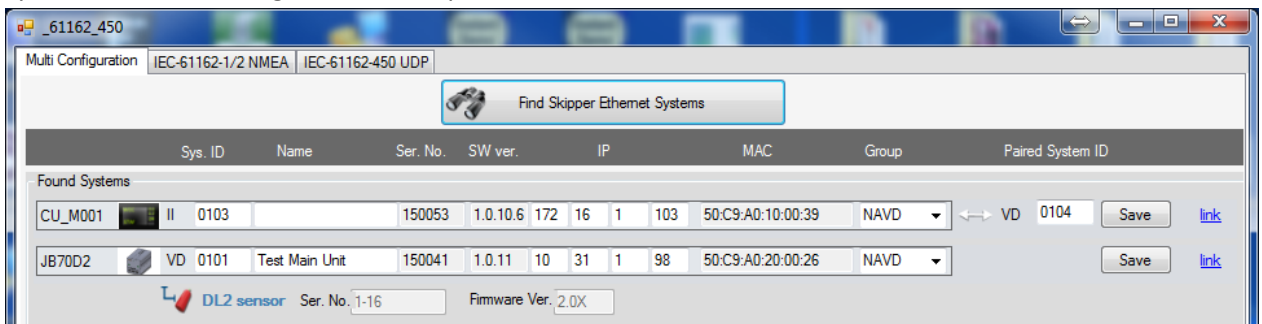 _61162_450
Multi Configuration IEC-61162-1/2 NMEA IEC-61162-450 UDP
Find Skipper Ethernet Systems
Sys. ID Name Ser. No. SW ver. IP MAC Group Paired System ID
Found Systems
CU_M001 II 0103 150053 1.0.10.6 172 16 1 103 50:C9:A0:10:00:39 NAVD VD 0104 Save link
JB70D2 VD 0101 Test Main Unit 150041 1.0.11 10 31 1 98 50:C9:A0:20:00:26 NAVD Save link
DL2 sensor Ser. No. 1-16 Firmware Ver. 2.0X